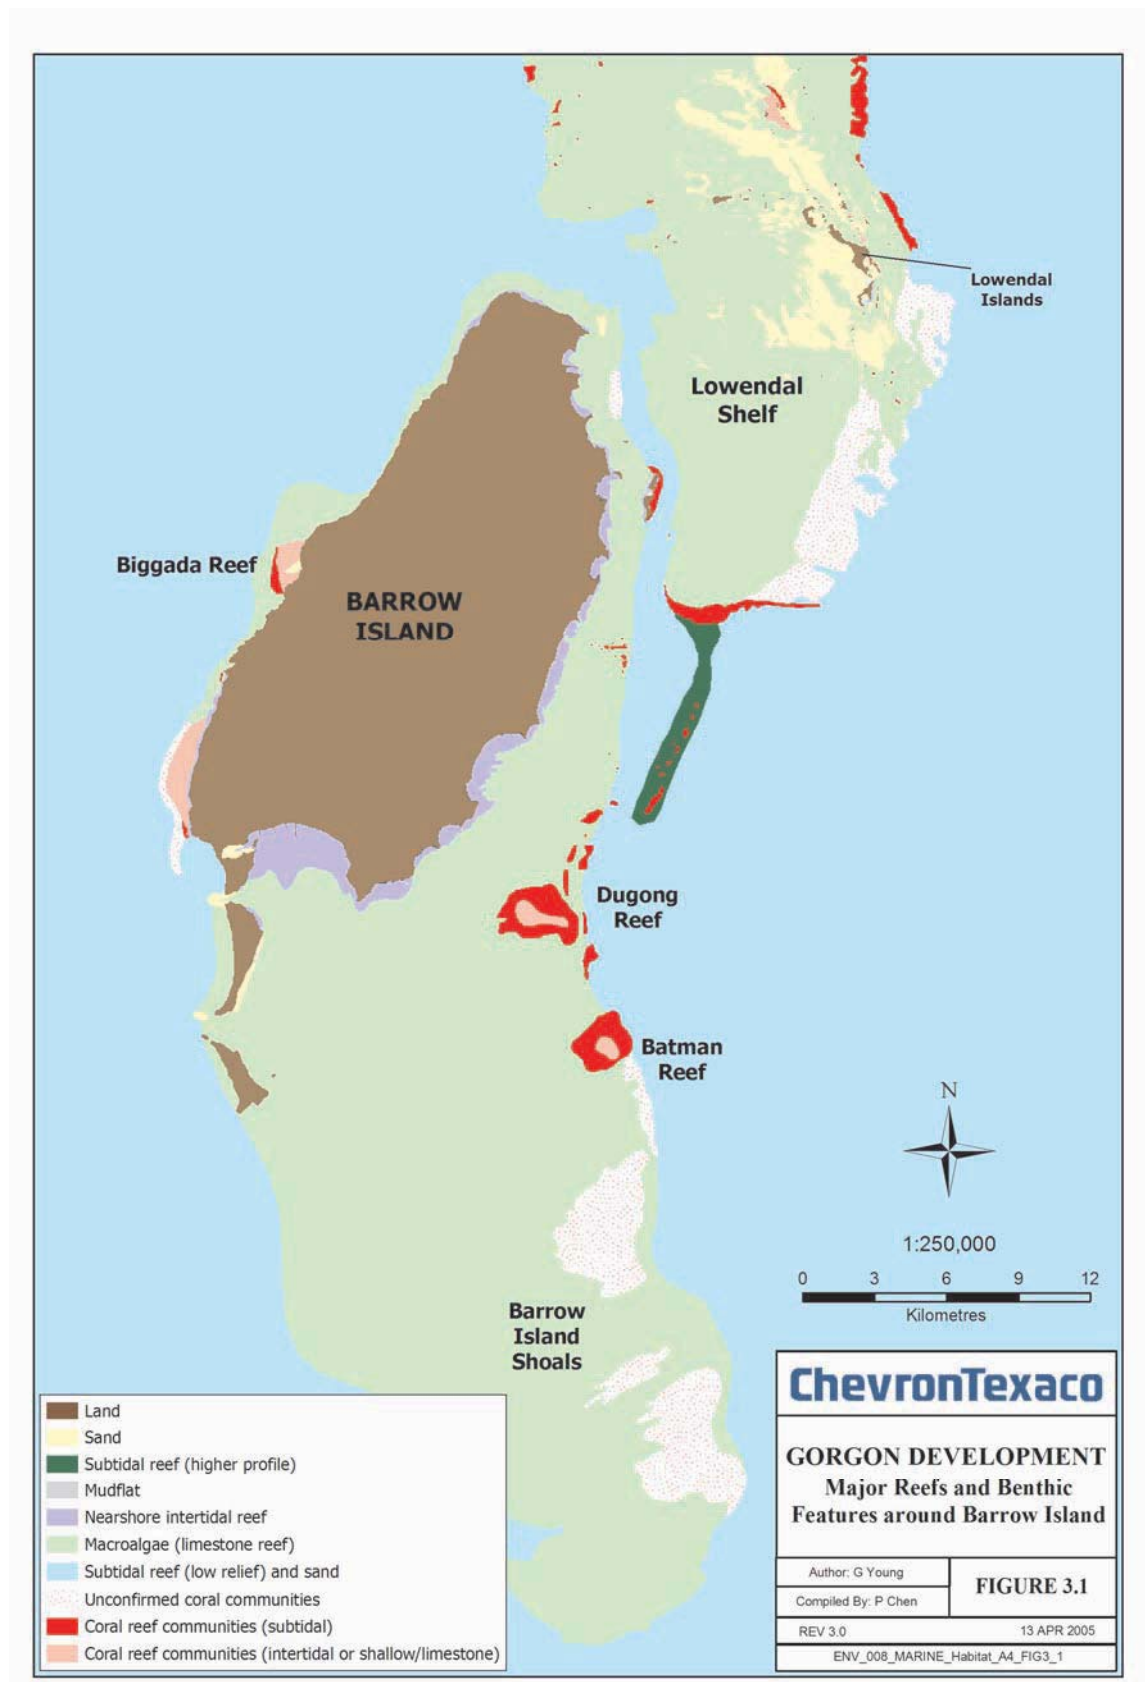 Lowendal
Islands
Lowendal
Shelf
Biggada Reef
BARROW
ISLAND
Dugong
Reef
Batman
Reef
N
1:250,000
0 3 6 9 12
Kilometres
Barrow
Island
Shoals
Land
Sand
Subtidal reef (higher profile)
Mudflat
Nearshore intertidal reef
Macroalgae (limestone reef)
Subtidal reef (low relief) and sand
Unconfirmed coral communities
Coral reef communities (subtidal)
Coral reef communities (intertidal or shallow/limestone)
ChevronTexaco
GORGON DEVELOPMENT
Major Reefs and Benthic
Features around Barrow Island
Author: G Young
Compiled By: P Chen
FIGURE 3.1
REV 3.0 13 APR 2005
ENV_008_MARINE_Habitat_A4_FIG3_1